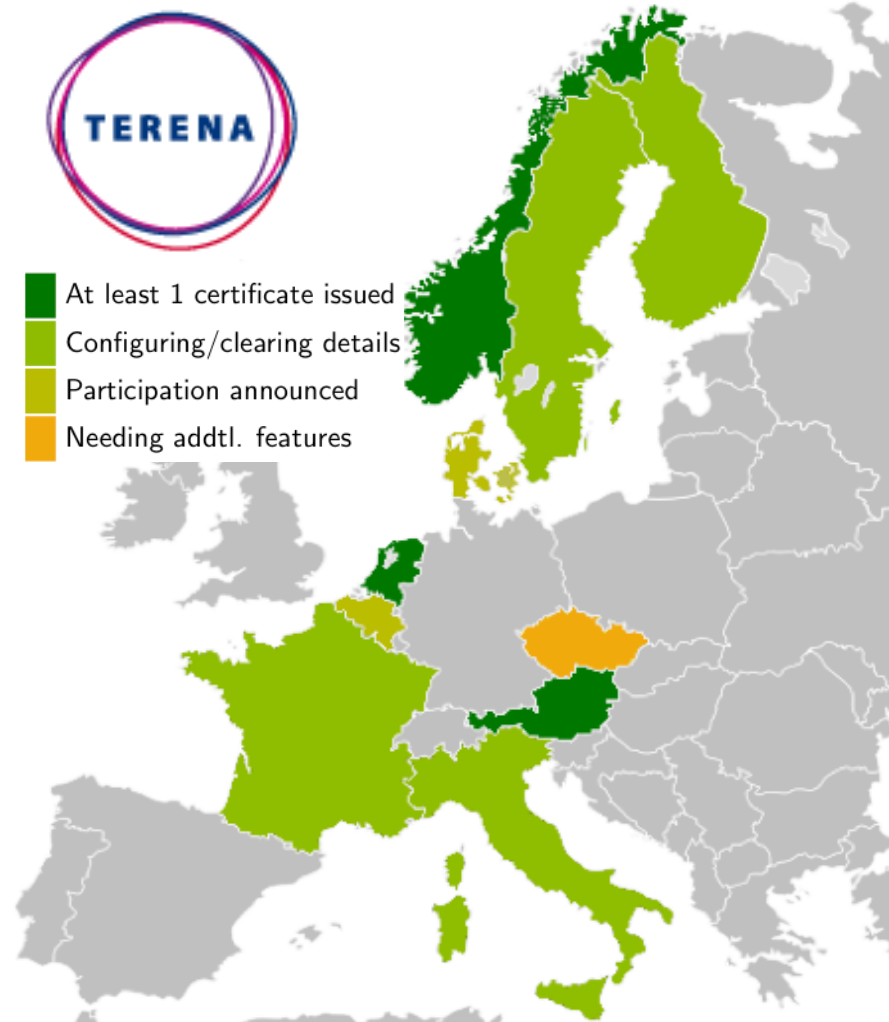 TERENA
At least 1 certificate issued
Configuring/clearing details
Participation announced
Needing addtl. features